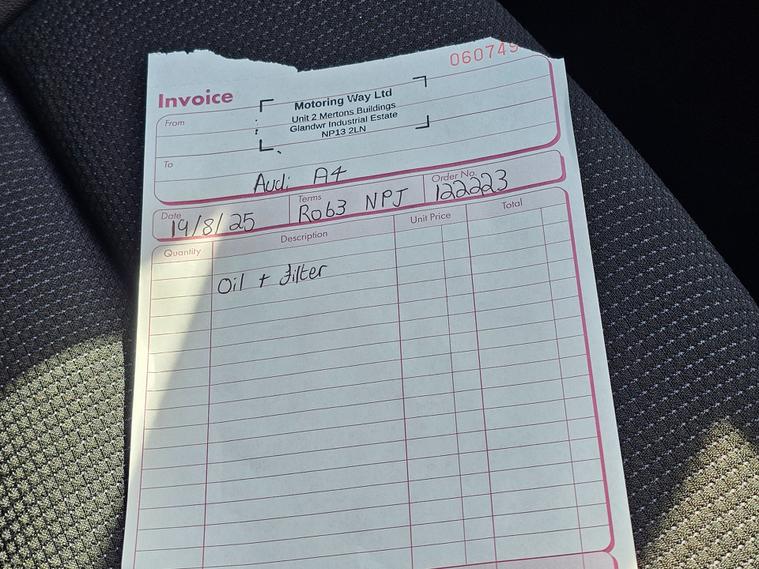 060749
Invoice
Motoring Way Ltd
Unit 2 Mertons Buildings
Glandwr Industrial Estate
NP13 2LN
From
To
Audi A4
Date
19/8/25
Terms
Ro63 NPJ
Order No.
122223
Quantity
Description
Unit Price
Total
Oil + filter